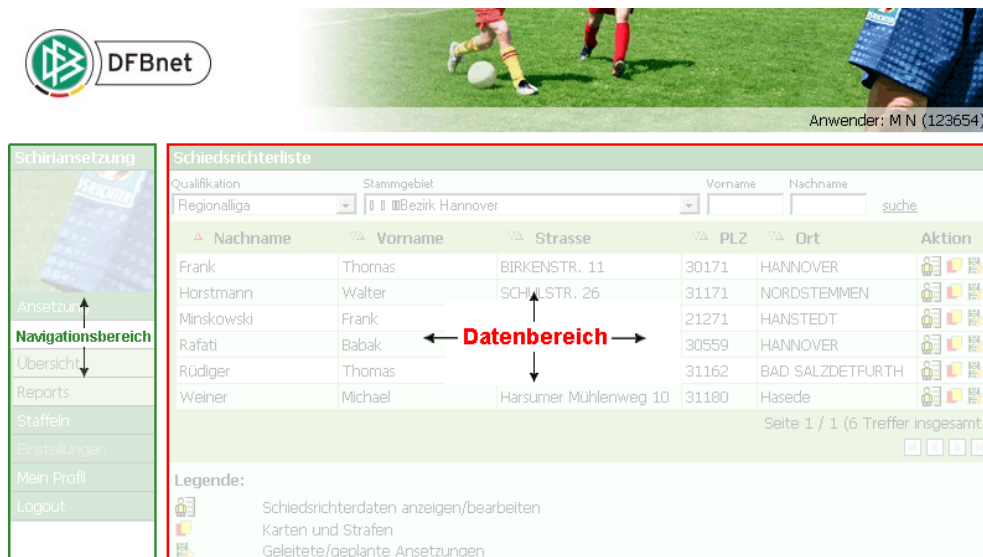 DFBnet
Anwender: M N (123654)
Schiriansetzung
Ansetzung
Navigationsbereich
Übersicht
Reports
Staffeln
Einstellungen
Mein Profil
Logout
Schiedsrichterliste
Qualifikation Stammgebiet Vorname Nachname
Regionalliga Bezirk Hannover suche
Nachname Vorname Strasse PLZ Ort Aktion
Frank Thomas BIRKENSTR. 11 30171 HANNOVER
Horstmann Walter SCHULSTR. 26 31171 NORDSTEMMEN
Minskowski Frank 21271 HANSTEDT
Datenbereich
Rafati Babak 30559 HANNOVER
Rüdiger Thomas 31162 BAD SALZDETFURTH
Weiner Michael Harsumer Mühlenweg 10 31180 Hasede
Seite 1 / 1 (6 Treffer insgesamt
Legende:
Schiedsrichterdaten anzeigen/bearbeiten
Karten und Strafen
Geleitete/geplante Ansetzungen